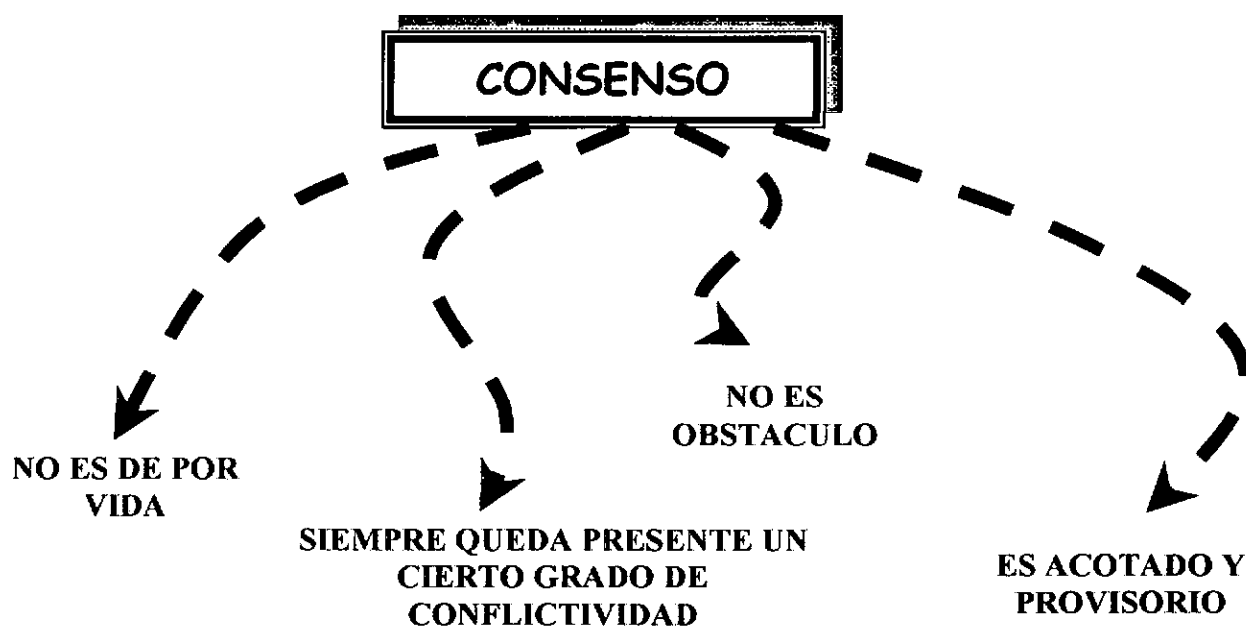 CONSENSO
NO ES DE POR
VIDA
SIEMPRE QUEDA PRESENTE UN
CIERTO GRADO DE
CONFLICTIVIDAD
NO ES
OBSTACULO
ES ACOTADO Y
PROVISORIO